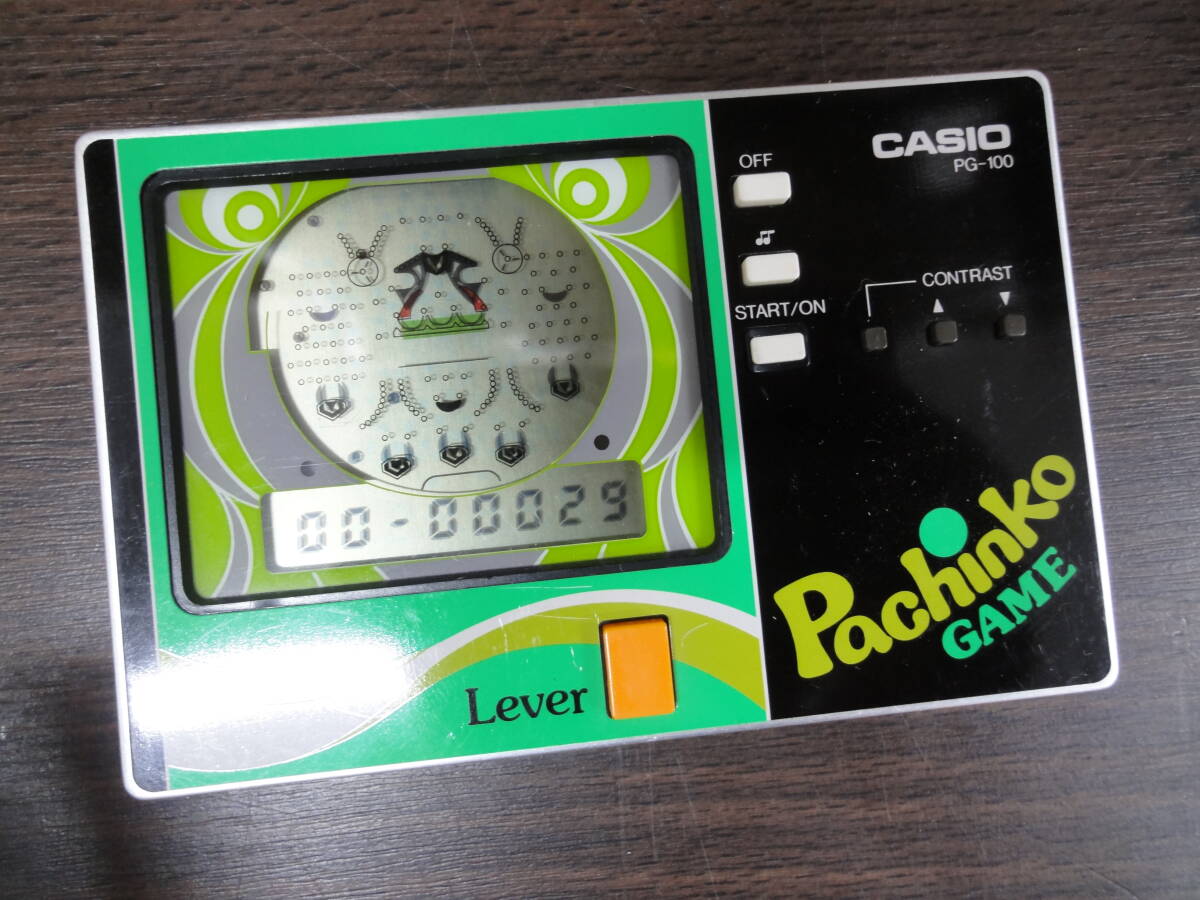 CASIO
PG-100
OFF
START/ON
CONTRAST
▲ ▼
00-00029
Pachinko
GAME
Lever